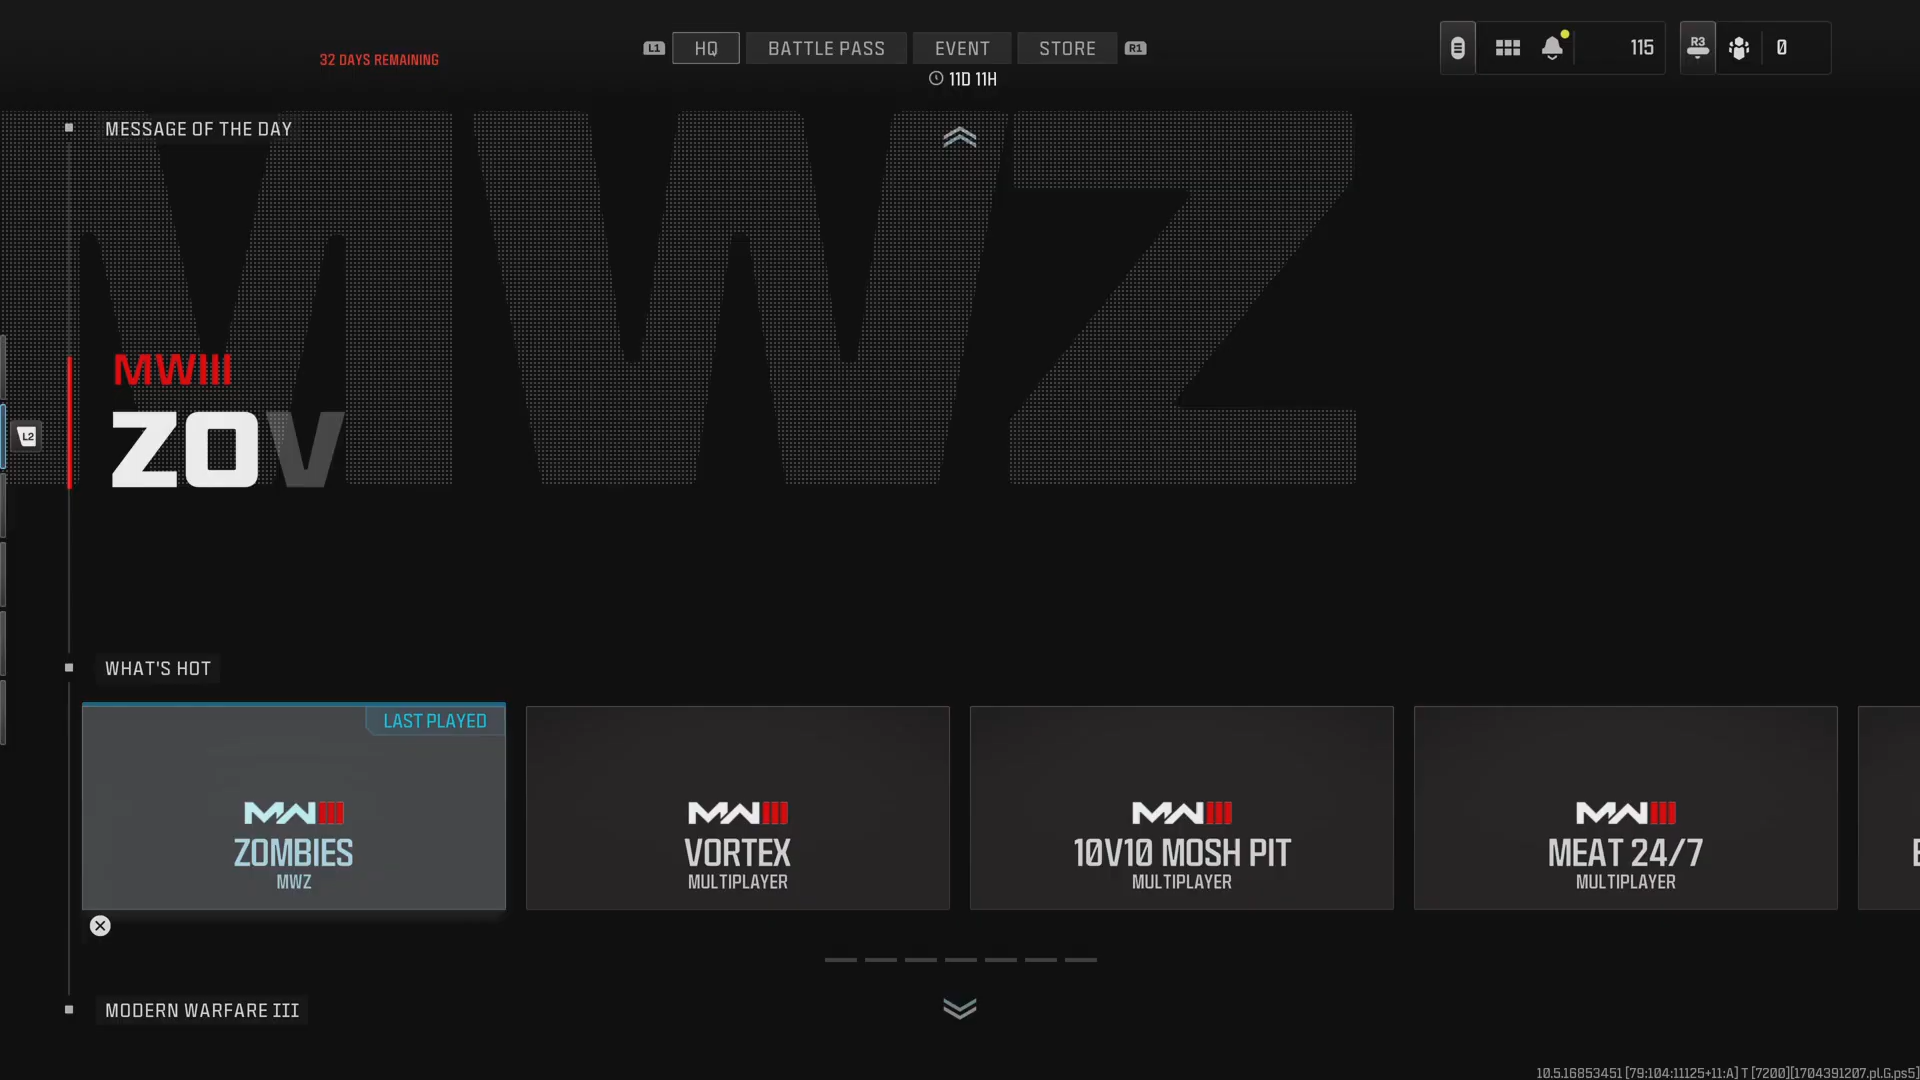 32 DAYS REMAINING
L1
HQ
BATTLE PASS
EVENT
STORE
R1
11D 11H
115
R3
0
MESSAGE OF THE DAY
MWZ
MWIII
ZOV
L2
WHAT'S HOT
LAST PLAYED
MWIII
ZOMBIES
MWZ
MWIII
VORTEX
MULTIPLAYER
MWIII
10V10 MOSH PIT
MULTIPLAYER
MWIII
MEAT 24/7
MULTIPLAYER
MODERN WARFARE III
10.5.16853451 [79:104:11125+11:A] T [7200][1704391207.pl.G.ps5]